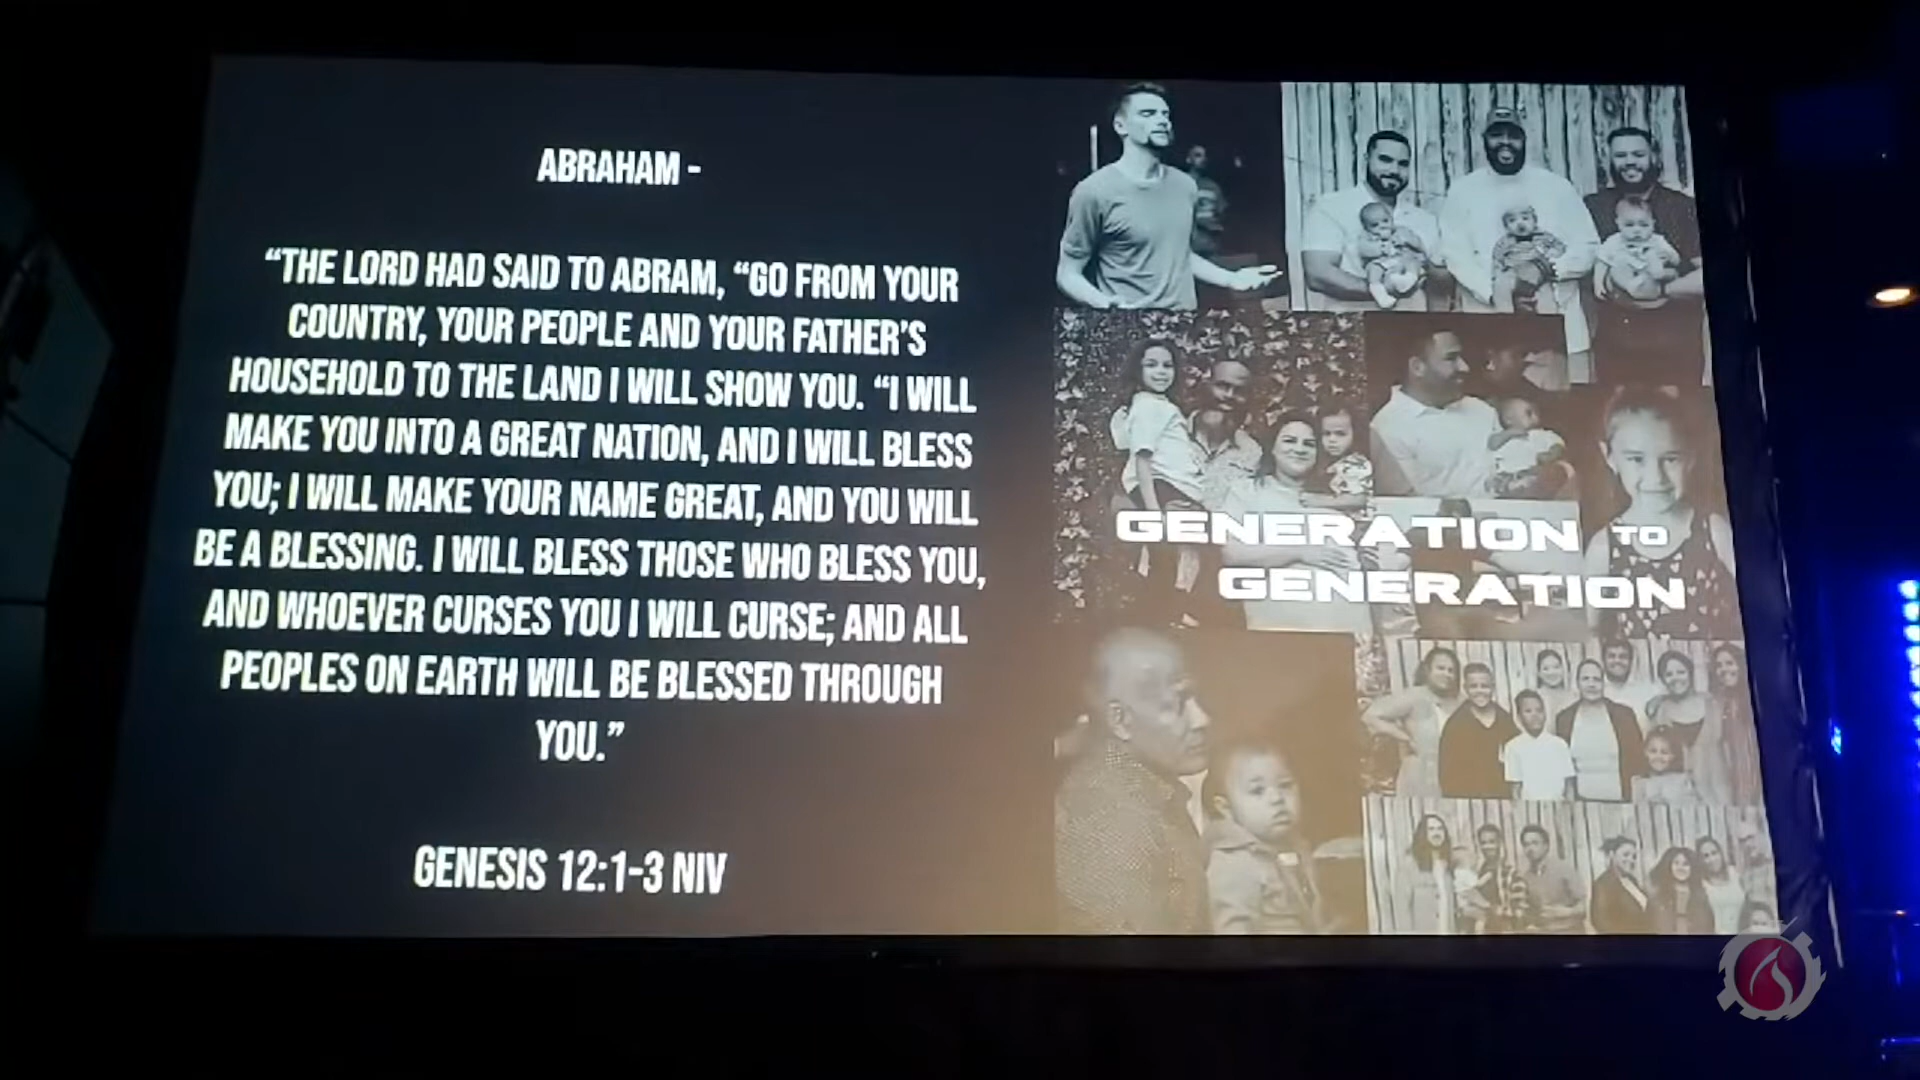 ABRAHAM -
“THE LORD HAD SAID TO ABRAM, “GO FROM YOUR
COUNTRY, YOUR PEOPLE AND YOUR FATHER’S
HOUSEHOLD TO THE LAND I WILL SHOW YOU. “I WILL
MAKE YOU INTO A GREAT NATION, AND I WILL BLESS
YOU; I WILL MAKE YOUR NAME GREAT, AND YOU WILL
BE A BLESSING. I WILL BLESS THOSE WHO BLESS YOU,
AND WHOEVER CURSES YOU I WILL CURSE; AND ALL
PEOPLES ON EARTH WILL BE BLESSED THROUGH
YOU.”
GENESIS 12:1-3 NIV
GENERATION TO
GENERATION